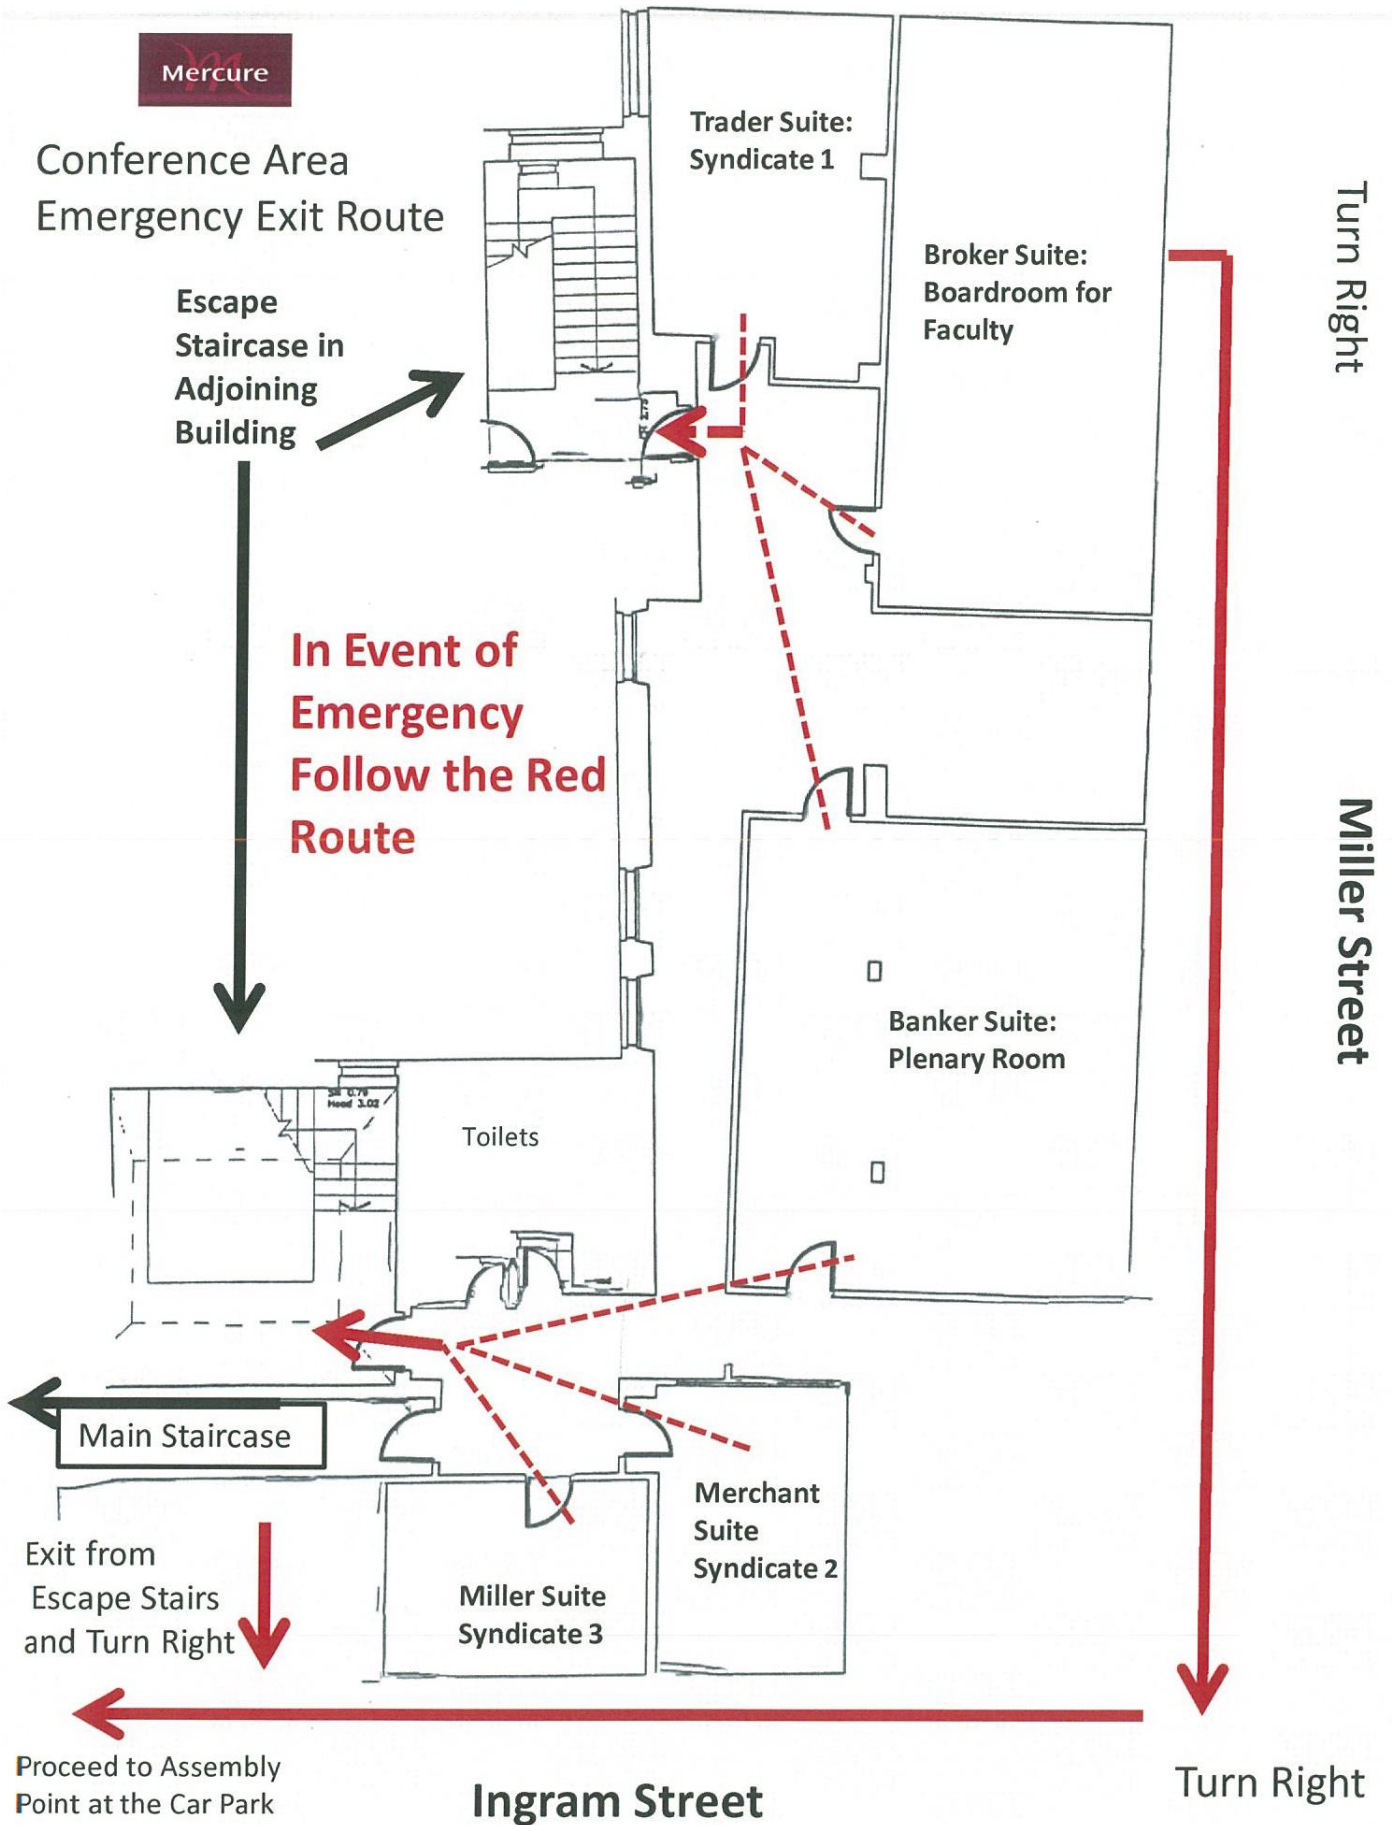 Mercure
Conference Area
Emergency Exit Route
Trader Suite:
Syndicate 1
Broker Suite:
Boardroom for
Faculty
Turn Right
Escape
Staircase in
Adjoining
Building
In Event of
Emergency
Follow the Red
Route
Miller Street
Banker Suite:
Plenary Room
Head 3.02
Toilets
Main Staircase
Merchant
Suite
Syndicate 2
Exit from
Escape Stairs
and Turn Right
Miller Suite
Syndicate 3
Proceed to Assembly
Point at the Car Park
Ingram Street
Turn Right